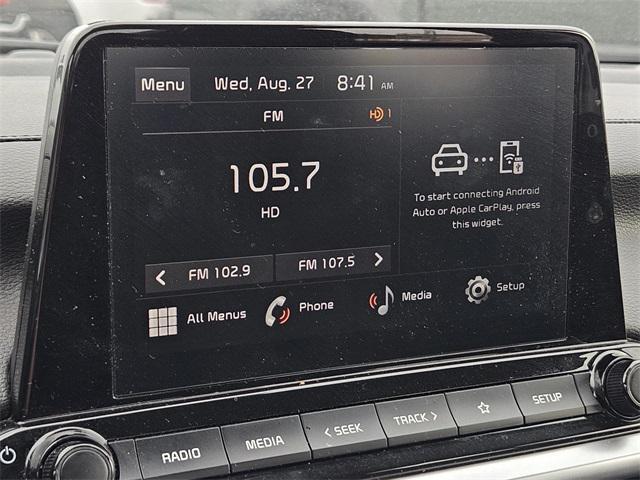 Menu Wed, Aug. 27 8:41 AM
FM HD 1
105.7
HD
< FM 102.9 FM 107.5 >
To start connecting Android
Auto or Apple CarPlay, press
this widget.
All Menus Phone Media Setup
RADIO MEDIA < SEEK TRACK > SETUP